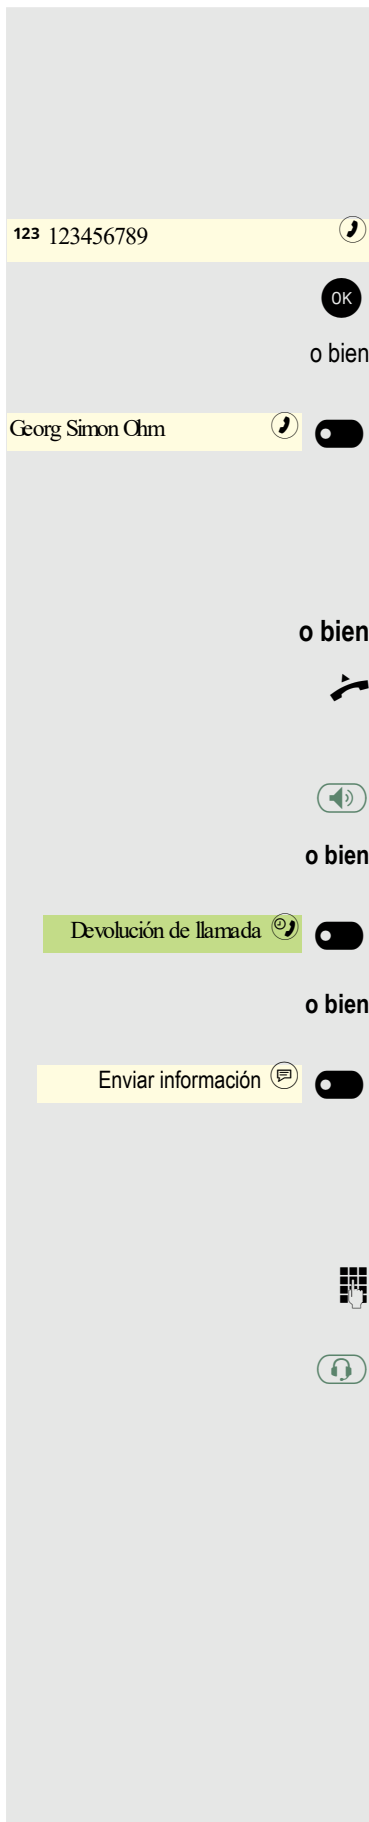 123 123456789
OK
o bien
Georg Simon Ohm
o bien
o bien
Devolución de llamada
o bien
Enviar información